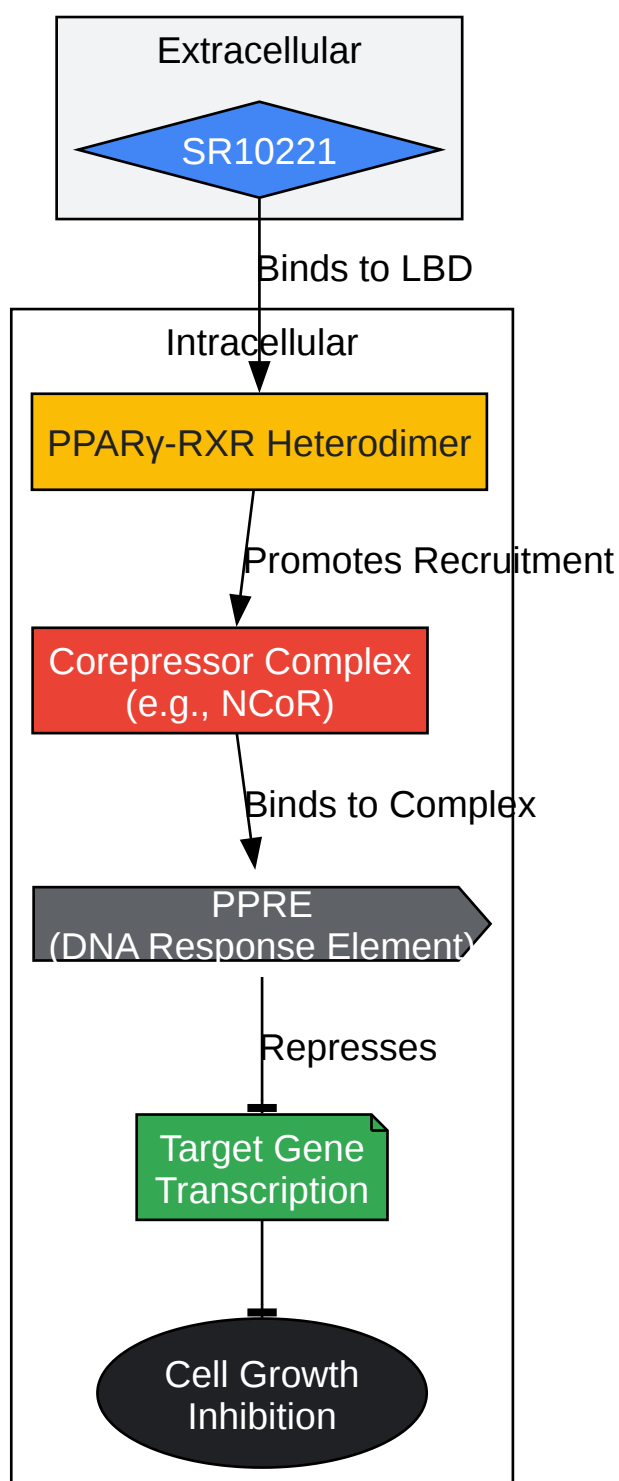 Extracellular
SR10221
Binds to LBD
Intracellular
PPARγ-RXR Heterodimer
Promotes Recruitment
Corepressor Complex
(e.g., NCoR)
Binds to Complex
PPRE
(DNA Response Element)
Represses
Target Gene
Transcription
Cell Growth
Inhibition